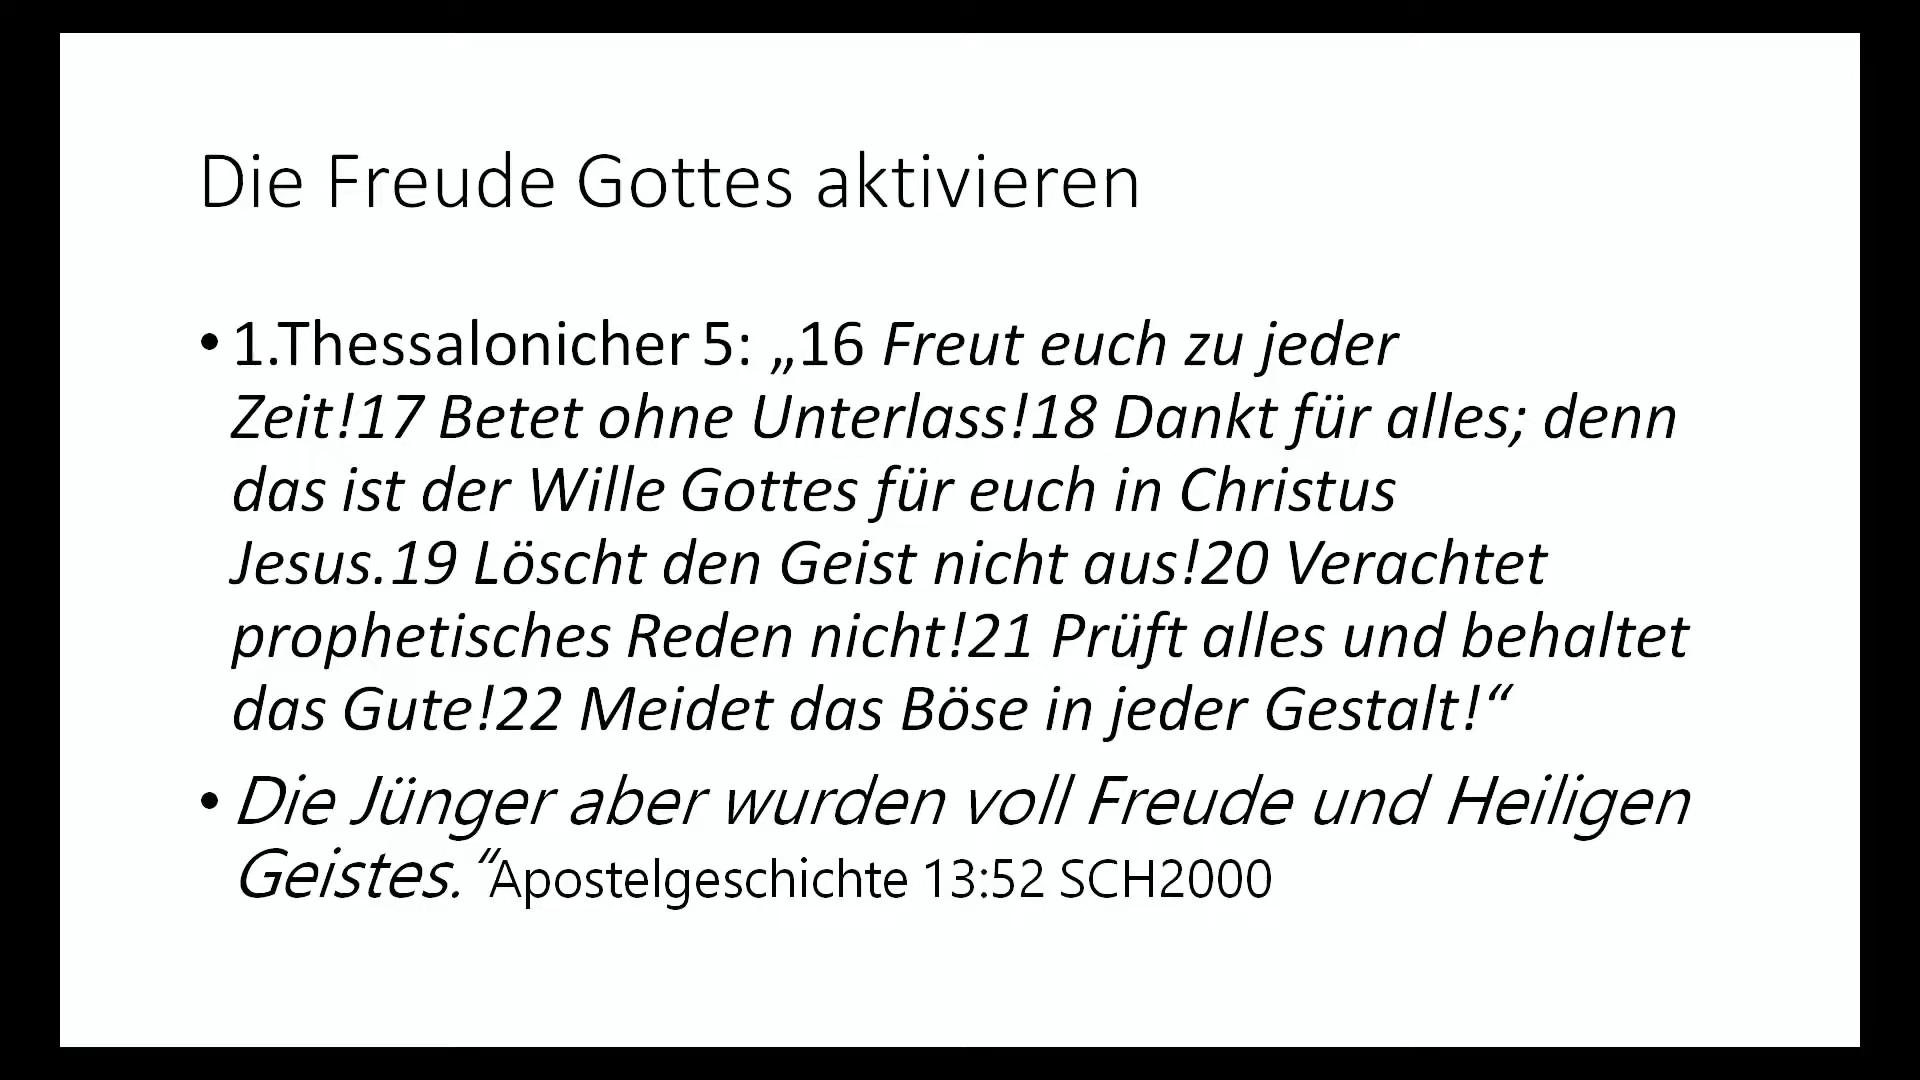 Die Freude Gottes aktivieren
• 1.Thessalonicher 5: „16 Freut euch zu jeder
Zeit!17 Betet ohne Unterlass!18 Dankt für alles; denn
das ist der Wille Gottes für euch in Christus
Jesus.19 Löscht den Geist nicht aus!20 Verachtet
prophetisches Reden nicht!21 Prüft alles und behaltet
das Gute!22 Meidet das Böse in jeder Gestalt!“
• Die Jünger aber wurden voll Freude und Heiligen
Geistes.“Apostelgeschichte 13:52 SCH2000